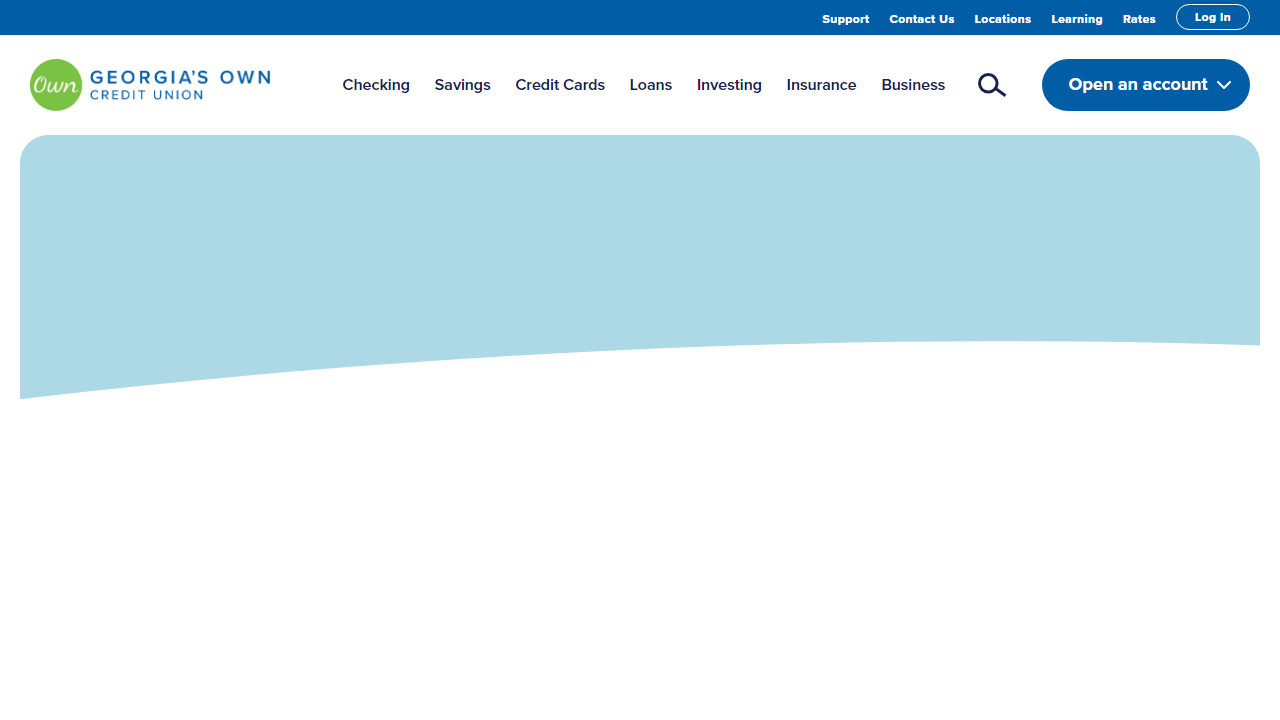 Support Contact Us Locations Learning Rates Log In
Own GEORGIA'S OWN
CREDIT UNION
Checking Savings Credit Cards Loans Investing Insurance Business Open an account